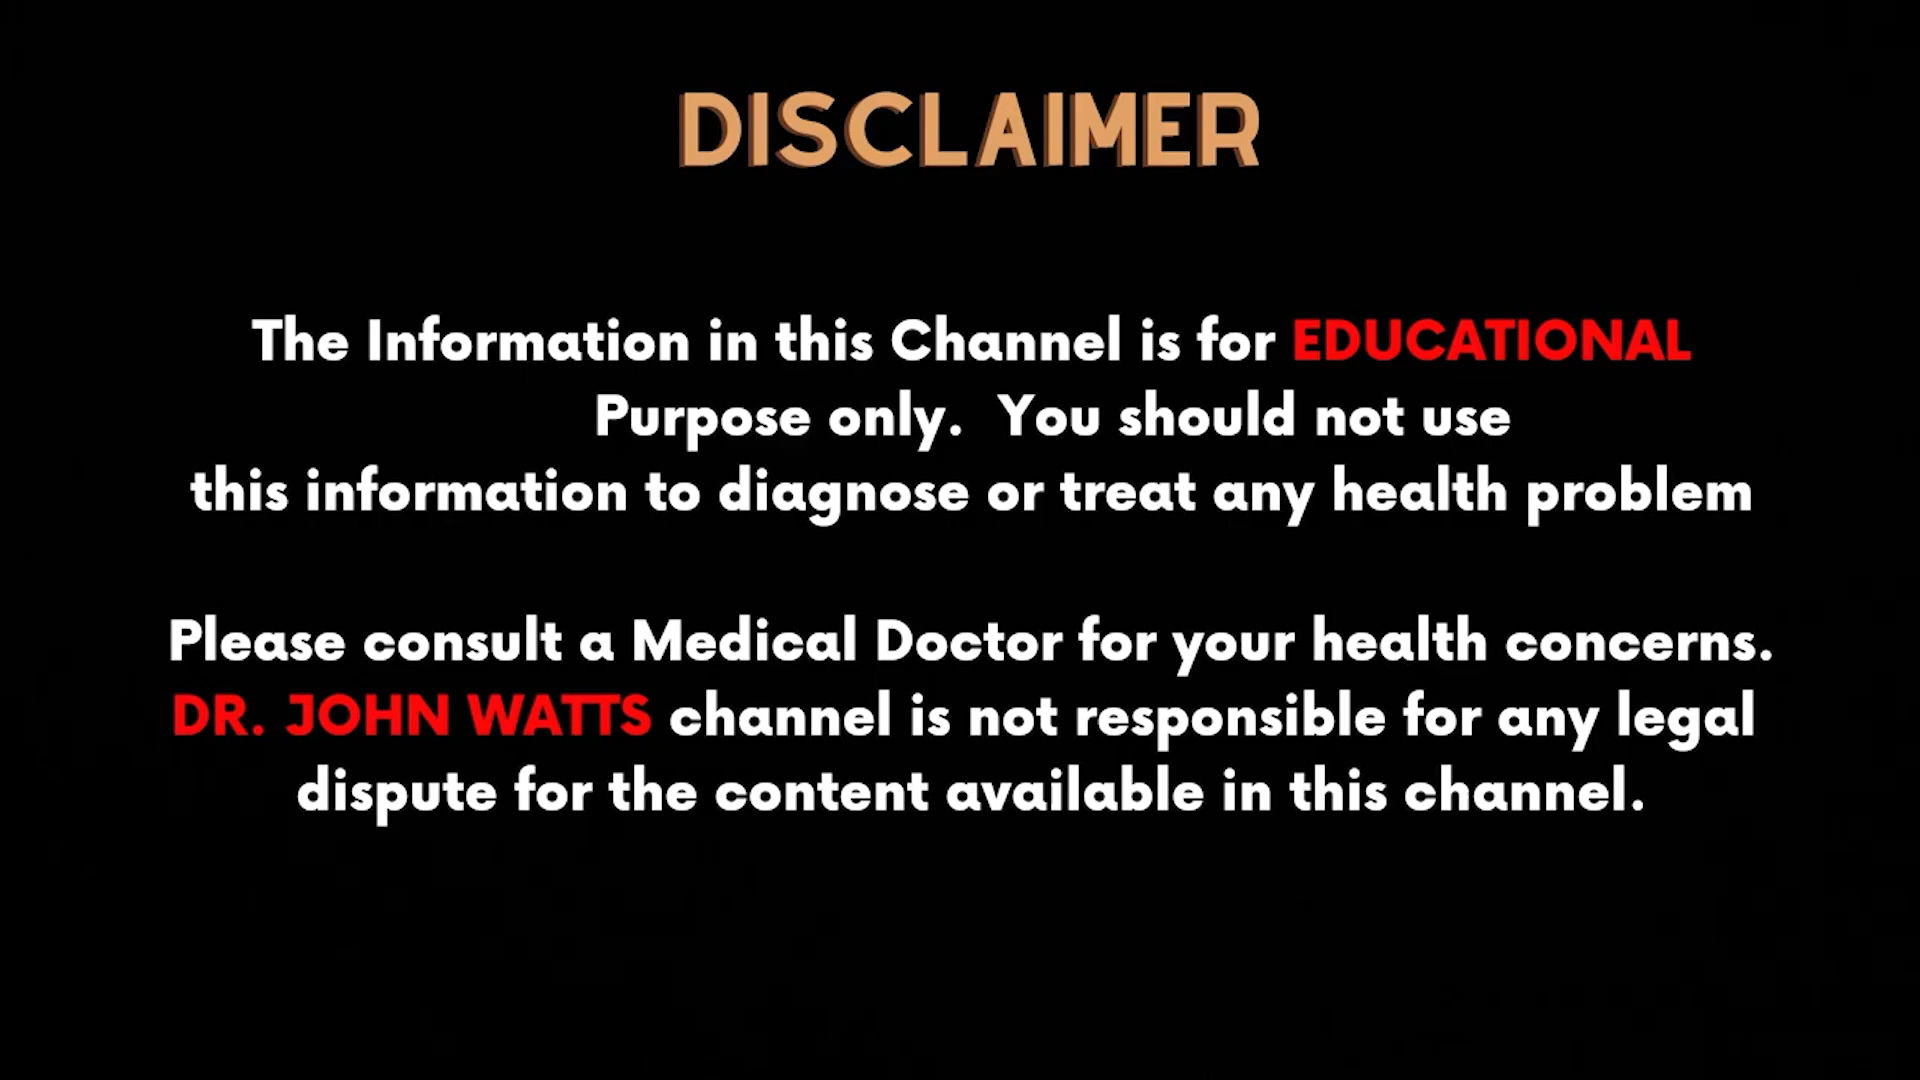 DISCLAIMER
The Information in this Channel is for EDUCATIONAL
Purpose only. You should not use
this information to diagnose or treat any health problem
Please consult a Medical Doctor for your health concerns.
DR. JOHN WATTS channel is not responsible for any legal
dispute for the content available in this channel.